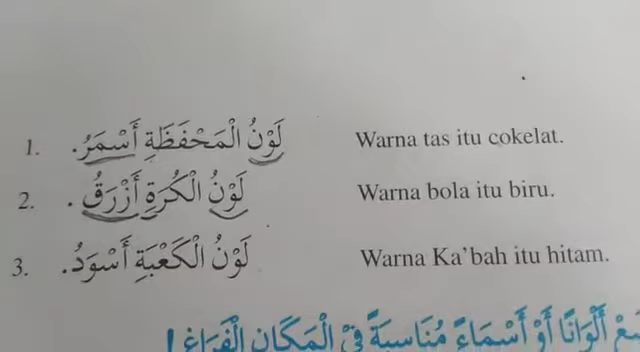 1. لَوْنُ الْمَحْفَظَةِ أَسْمَرُ. Warna tas itu cokelat.
2. لَوْنُ الْكُرَةِ أَزْرَقُ. Warna bola itu biru.
3. لَوْنُ الْكَعْبَةِ أَسْوَدُ. Warna Ka'bah itu hitam.
أَلْوَانًا أَوْ أَسْمَاءً مُنَاسِبَةً فِيْ الْمَكَانِ الْفَرَاغِ!